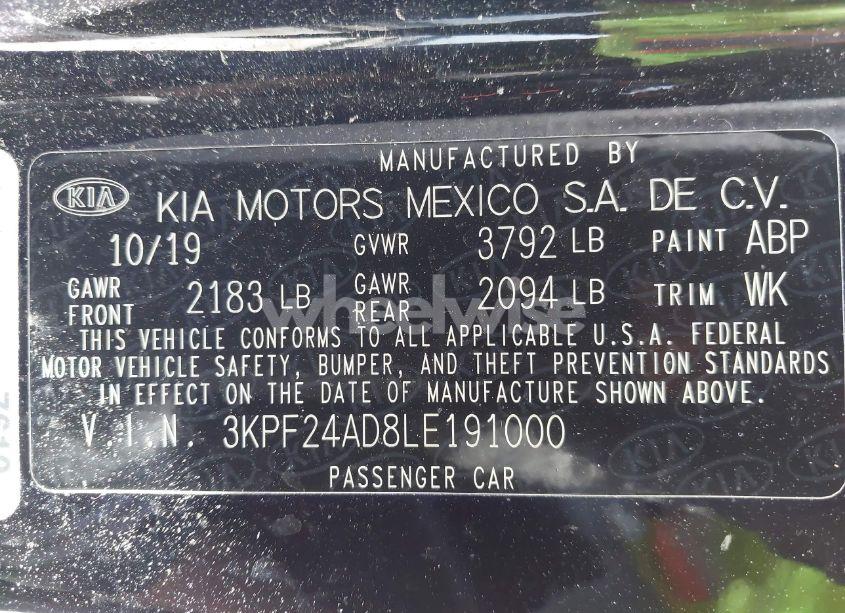 MANUFACTURED BY
KIA KIA MOTORS MEXICO S.A. DE C.V.
10/19 GVWR 3792 LB PAINT ABP
GAWR FRONT 2183 LB GAWR REAR 2094 LB TRIM WK
wheelwise
THIS VEHICLE CONFORMS TO ALL APPLICABLE U.S.A. FEDERAL
MOTOR VEHICLE SAFETY, BUMPER, AND THEFT PREVENTION STANDARDS
IN EFFECT ON THE DATE OF MANUFACTURE SHOWN ABOVE.
V.I.N. 3KPF24AD8LE191000
PASSENGER CAR